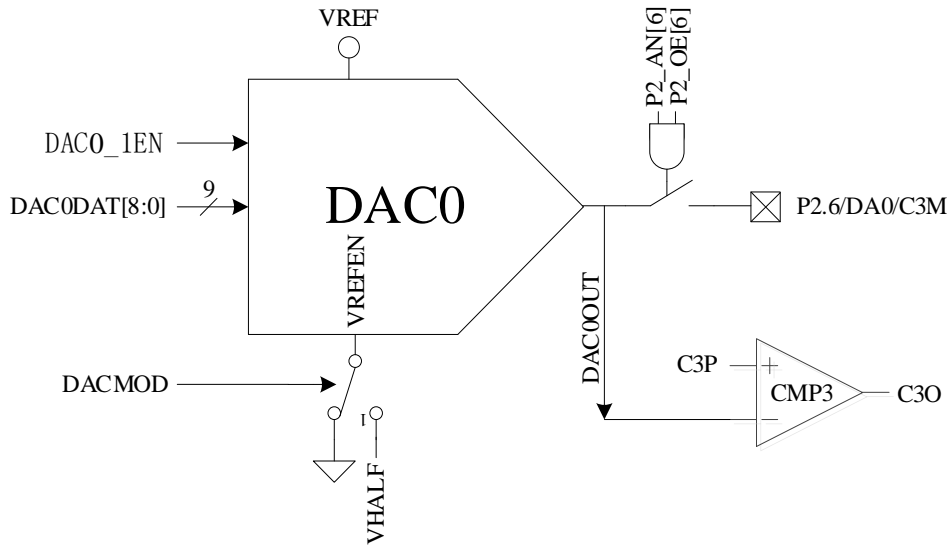 VREF
P2_AN[6]
P2_OE[6]
DAC0_1EN
9
DAC0DAT[8:0]
DAC0
P2.6/DA0/C3M
VREFEN
DAC0OUT
DACMOD
C3P
+
CMP3
C3O
−
1
VHALF